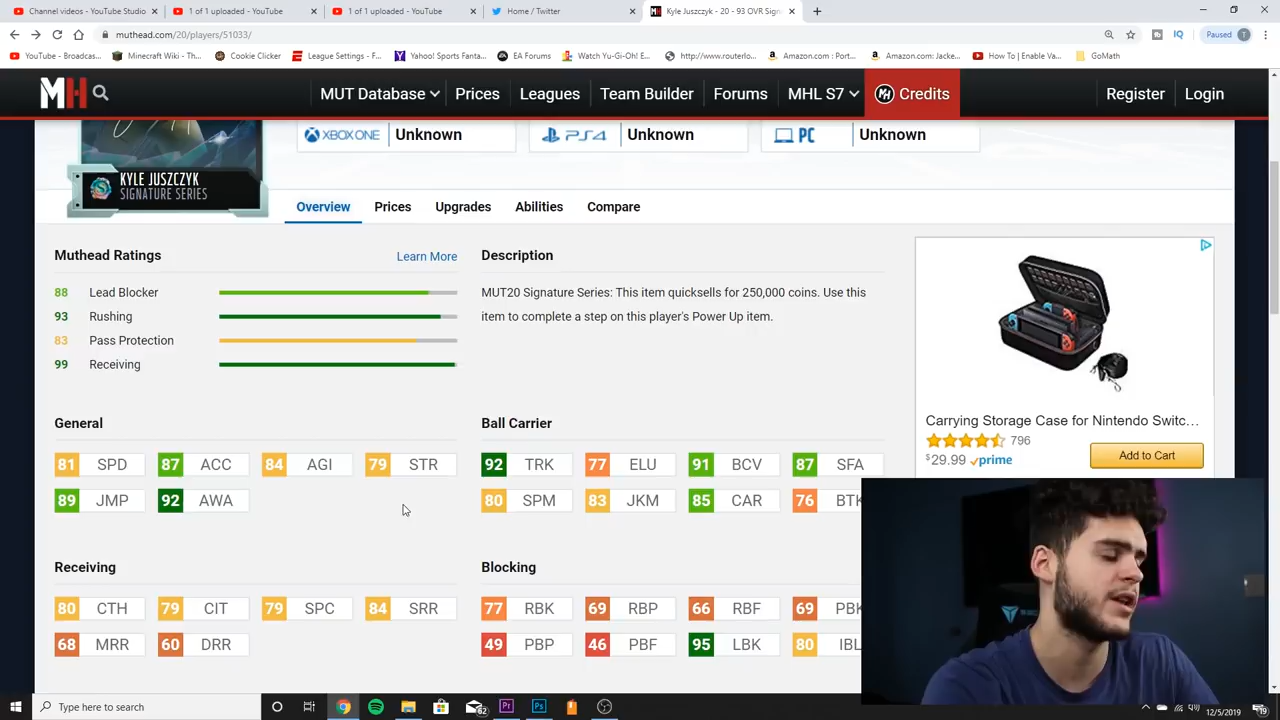 Channel videos - YouTube Studio
1 of 1 uploaded - YouTube
1 of 1 uploaded - YouTube
Home / Twitter
Kyle Juszczyk - 20 - 93 OVR Sign
muthead.com/20/players/51033/
Paused
YouTube - Broadcas...
Minecraft Wiki - Th...
Cookie Clicker
League Settings - F...
Yahoo! Sports Fanta...
EA Forums
Watch Yu-Gi-Oh! E...
http://www.routerlo...
Amazon.com : Port...
Amazon.com: Jacke...
How To | Enable Va...
GoMath
MH
MUT Database
Prices
Leagues
Team Builder
Forums
MHL S7
MH Credits
Register
Login
XBOX ONE Unknown
PS4 Unknown
PC Unknown
KYLE JUSZCZYK
SIGNATURE SERIES
Overview
Prices
Upgrades
Abilities
Compare
Muthead Ratings
Learn More
88 Lead Blocker
93 Rushing
83 Pass Protection
99 Receiving
Description
MUT20 Signature Series: This item quicksells for 250,000 coins. Use this
item to complete a step on this player's Power Up item.
General
81 SPD 87 ACC 84 AGI 79 STR
89 JMP 92 AWA
Ball Carrier
92 TRK 77 ELU 91 BCV 87 SFA
80 SPM 83 JKM 85 CAR 76 BTK
Receiving
80 CTH 79 CIT 79 SPC 84 SRR
68 MRR 60 DRR
Blocking
77 RBK 69 RBP 66 RBF 69 PBK
49 PBP 46 PBF 95 LBK 80 IBL
Carrying Storage Case for Nintendo Switc...
796
$29.99 prime
Add to Cart
Type here to search
62
12/5/2019